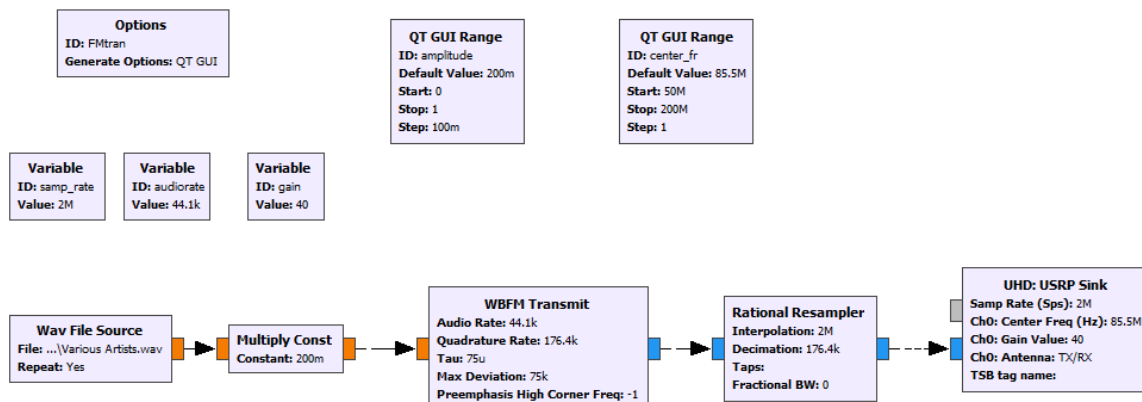 Options
ID: FMtran
Generate Options: QT GUI
QT GUI Range
ID: amplitude
Default Value: 200m
Start: 0
Stop: 1
Step: 100m
QT GUI Range
ID: center_fr
Default Value: 85.5M
Start: 50M
Stop: 200M
Step: 1
Variable
ID: samp_rate
Value: 2M
Variable
ID: audiorate
Value: 44.1k
Variable
ID: gain
Value: 40
Wav File Source
File: ...\Various Artists.wav
Repeat: Yes
Multiply Const
Constant: 200m
WBFM Transmit
Audio Rate: 44.1k
Quadrature Rate: 176.4k
Tau: 75u
Max Deviation: 75k
Preemphasis High Corner Freq: -1
Rational Resampler
Interpolation: 2M
Decimation: 176.4k
Taps:
Fractional BW: 0
UHD: USRP Sink
Samp Rate (Sps): 2M
Ch0: Center Freq (Hz): 85.5M
Ch0: Gain Value: 40
Ch0: Antenna: TX/RX
TSB tag name: